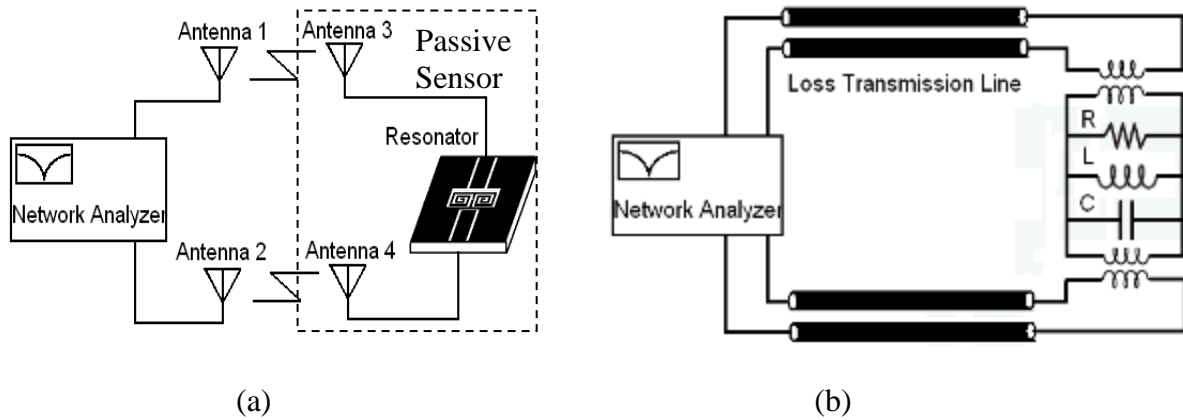 Antenna 1
Antenna 3
Passive
Sensor
Resonator
Network Analyzer
Antenna 2
Antenna 4
(a)
Loss Transmission Line
R
L
C
Network Analyzer
(b)